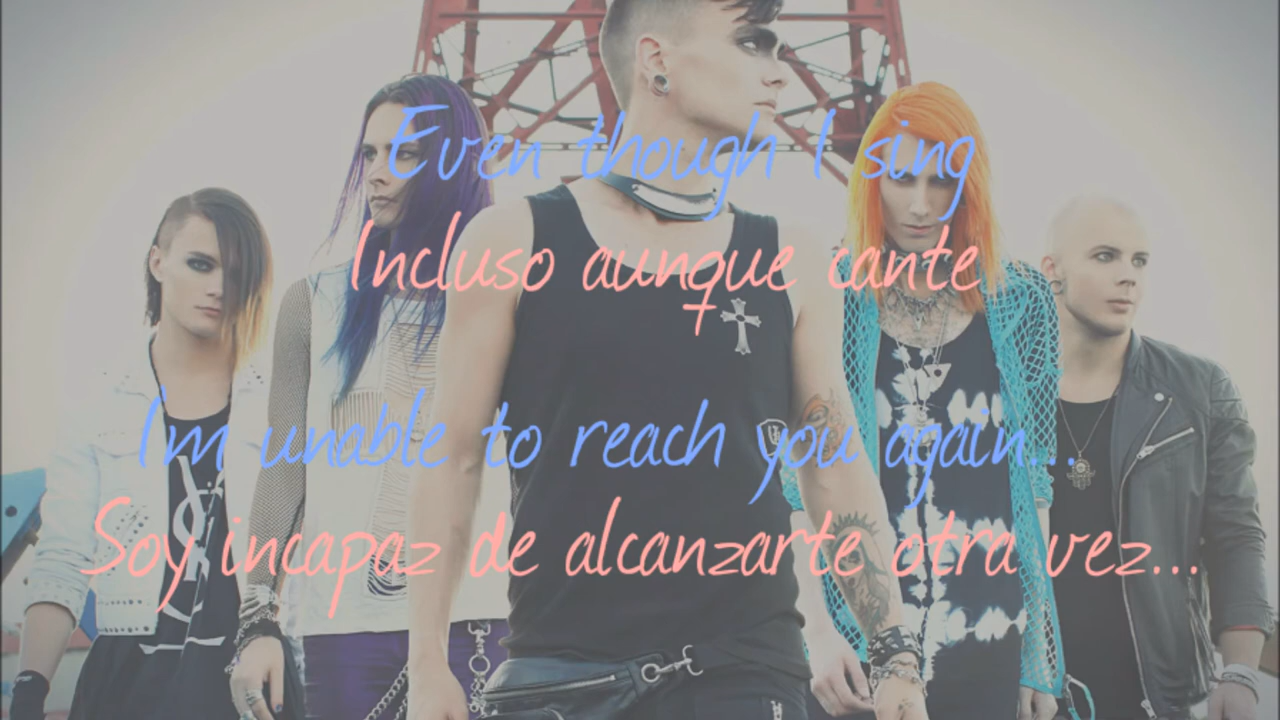 Even though I sing
Incluso aunque cante
I'm unable to reach you again...
Soy incapaz de alcanzarte otra vez...